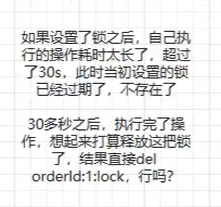 如果设置了锁之后，自己执
行的操作耗时太长了，超过
了30s，此时当初设置的锁
已经过期了，不存在了
30多秒之后，执行完了操
作，想起来打算释放这把锁
了，结果直接del
orderId:1:lock，行吗？